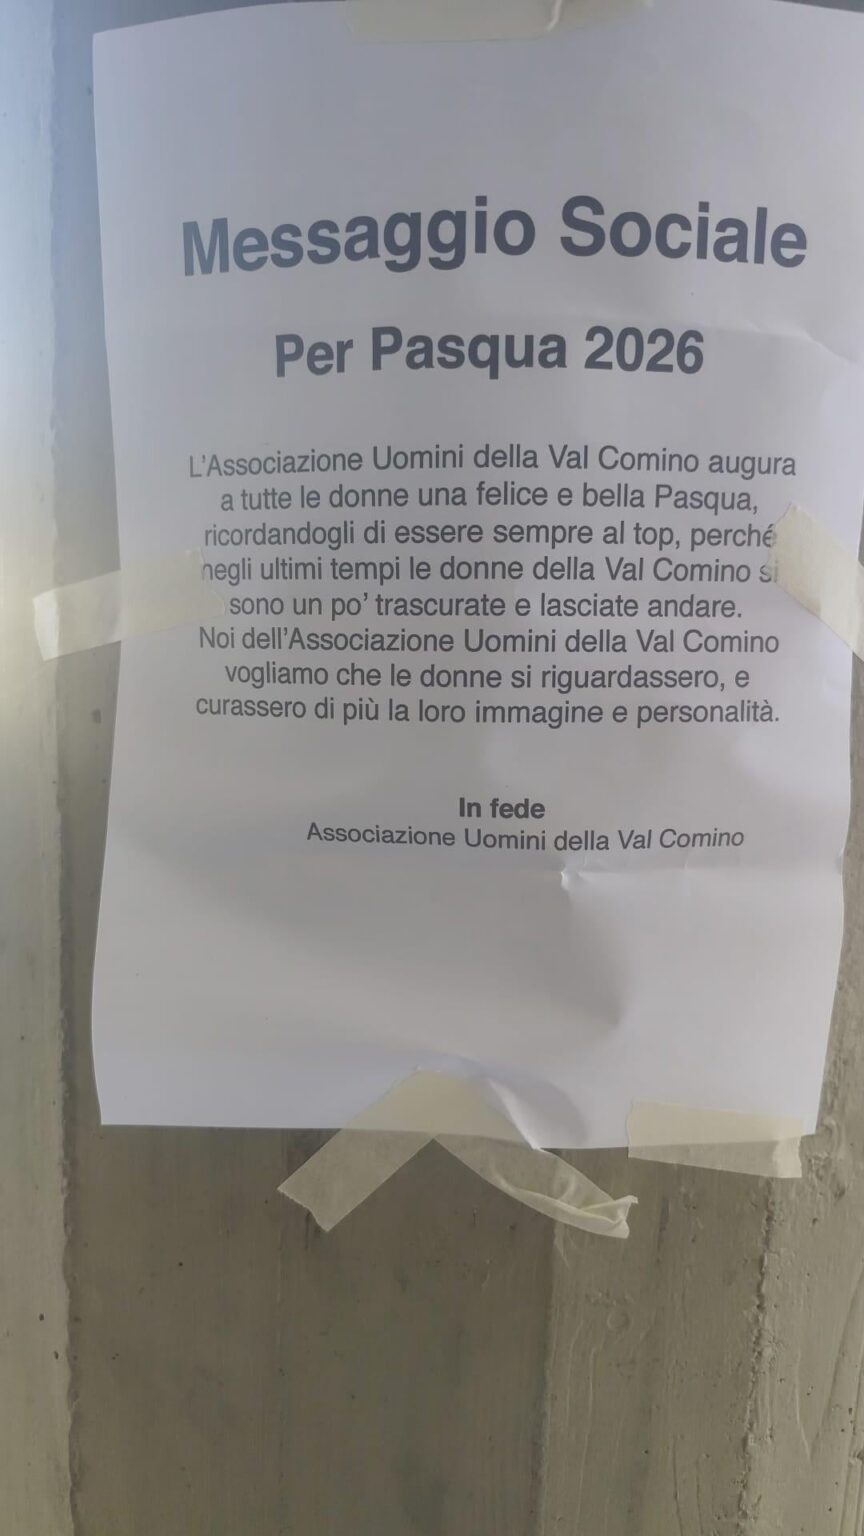 Messaggio Sociale
Per Pasqua 2026
L'Associazione Uomini della Val Comino augura
a tutte le donne una felice e bella Pasqua,
ricordandogli di essere sempre al top, perché
negli ultimi tempi le donne della Val Comino si
sono un po' trascurate e lasciate andare.
Noi dell'Associazione Uomini della Val Comino
vogliamo che le donne si riguardassero, e
curassero di più la loro immagine e personalità.
In fede
Associazione Uomini della Val Comino